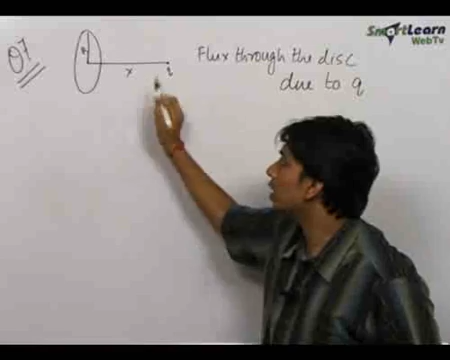 SmartLearn
WebTv
Q7
Flux through the disc
due to q
x
q